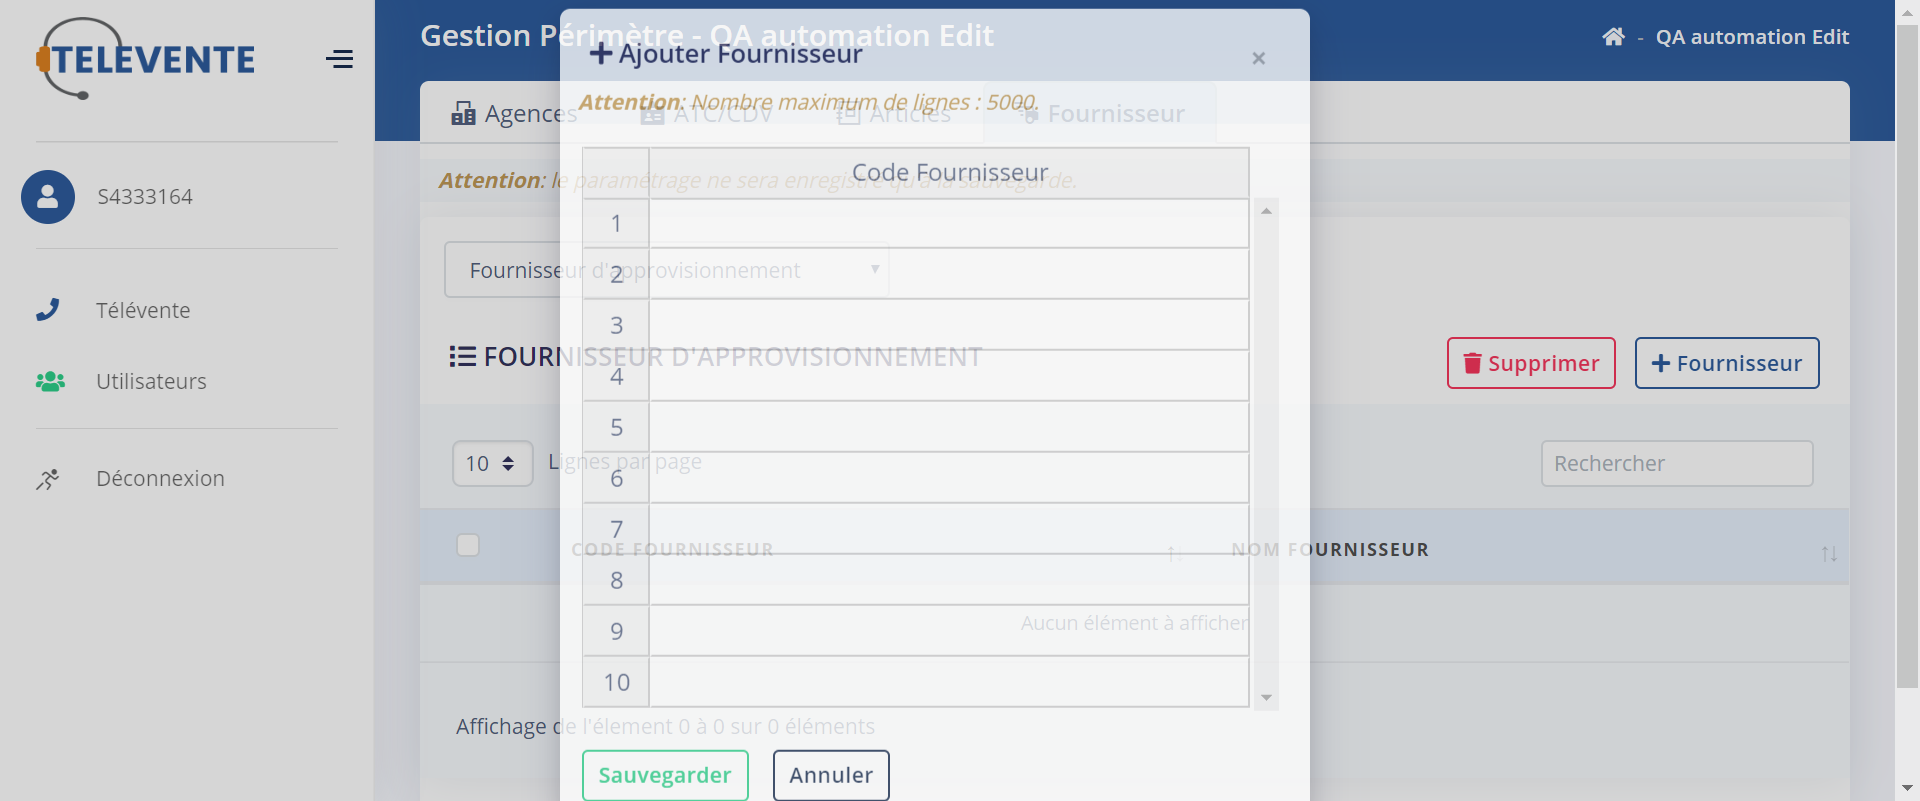 TELEVENTE
S4333164
Télévente
Utilisateurs
Déconnexion
Gestion Périmètre - QA automation Edit
- QA automation Edit
Agences
ATC/CDV
Articles
Fournisseur
Attention: le paramétrage ne sera enregistré qu'à la sauvegarde.
Fournisseur d'approvisionnement
FOURNISSEUR D'APPROVISIONNEMENT
Supprimer
Fournisseur
10
Lignes par page
Rechercher
CODE FOURNISSEUR
NOM FOURNISSEUR
Aucun élément à afficher
Affichage de l'élement 0 à 0 sur 0 éléments
Ajouter Fournisseur
×
Attention: Nombre maximum de lignes : 5000.
Code Fournisseur
1
2
3
4
5
6
7
8
9
10
Sauvegarder
Annuler